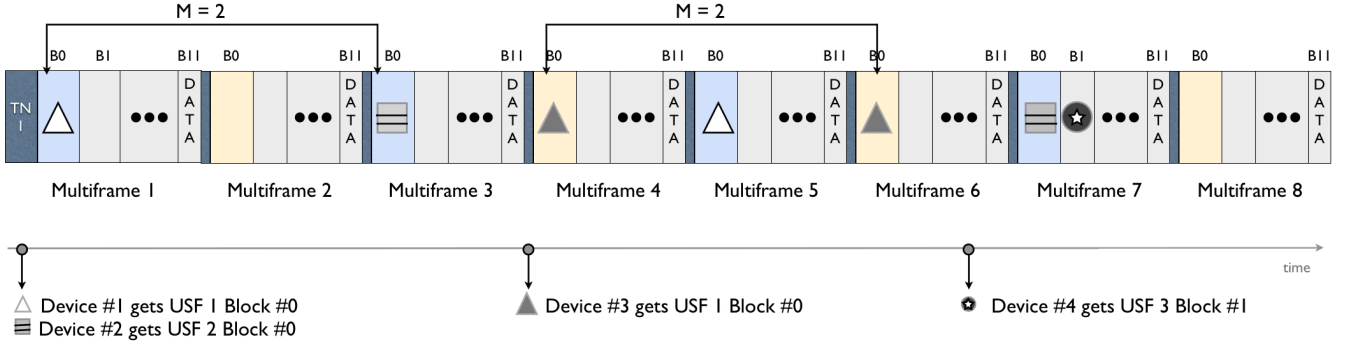 M = 2 M = 2
B0 B1 B11 B0 B11 B0 B11 B0 B11 B0 B11 B0 B11 B0 B1 B11 B0 B11
TN 1 DATA DATA DATA DATA DATA DATA DATA DATA
Multiframe 1 Multiframe 2 Multiframe 3 Multiframe 4 Multiframe 5 Multiframe 6 Multiframe 7 Multiframe 8
time
Device #1 gets USF 1 Block #0 Device #3 gets USF 1 Block #0 Device #4 gets USF 3 Block #1
Device #2 gets USF 2 Block #0